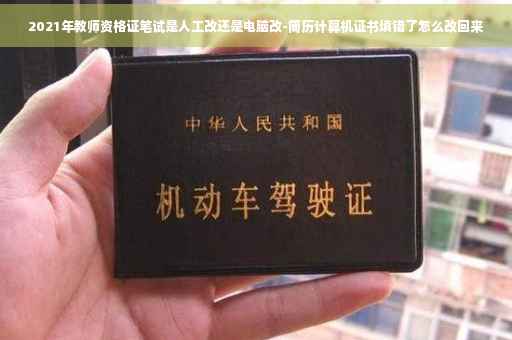 2021年教师资格证笔试是人工改还是电脑改-简历计算机证书填错了怎么改回来
中华人民共和国
机动车驾驶证